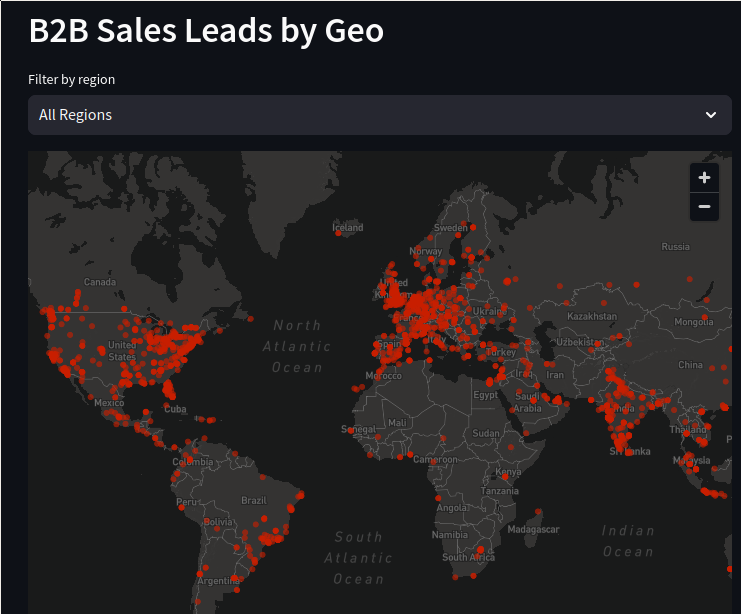 B2B Sales Leads by Geo
Filter by region
All Regions
+
−
Iceland
Sweden
Russia
Norway
Canada
United
Kingdom
Ukraine
Kazakhstan
Mongolia
North
Atlantic
Ocean
France
United
States
Spain
Italy
Uzbekistan
Turkey
China
Morocco
Iraq
Iran
Mexico
Cuba
Egypt
Saudi
Arabia
India
Mali
Senegal
Sudan
Thailand
Sri Lanka
Colombia
Cameroon
Malaysia
Kenya
Tanzania
Peru
Brazil
Angola
Bolivia
Madagascar
Namibia
South
Atlantic
Ocean
Indian
Ocean
South Africa
Argentina